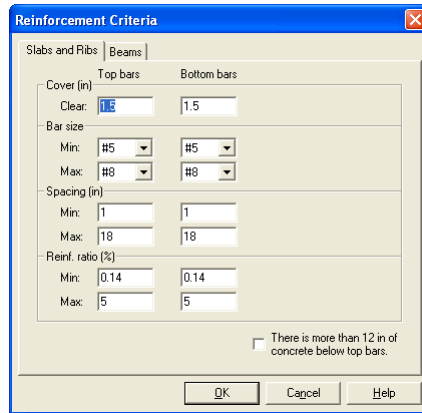 Reinforcement Criteria
Slabs and Ribs Beams
Top bars Bottom bars
Cover (in)
Clear: 1.5 1.5
Bar size
Min: #5 #5
Max: #8 #8
Spacing (in)
Min: 1 1
Max: 18 18
Reinf. ratio (%)
Min: 0.14 0.14
Max: 5 5
There is more than 12 in of
concrete below top bars.
OK Cancel Help